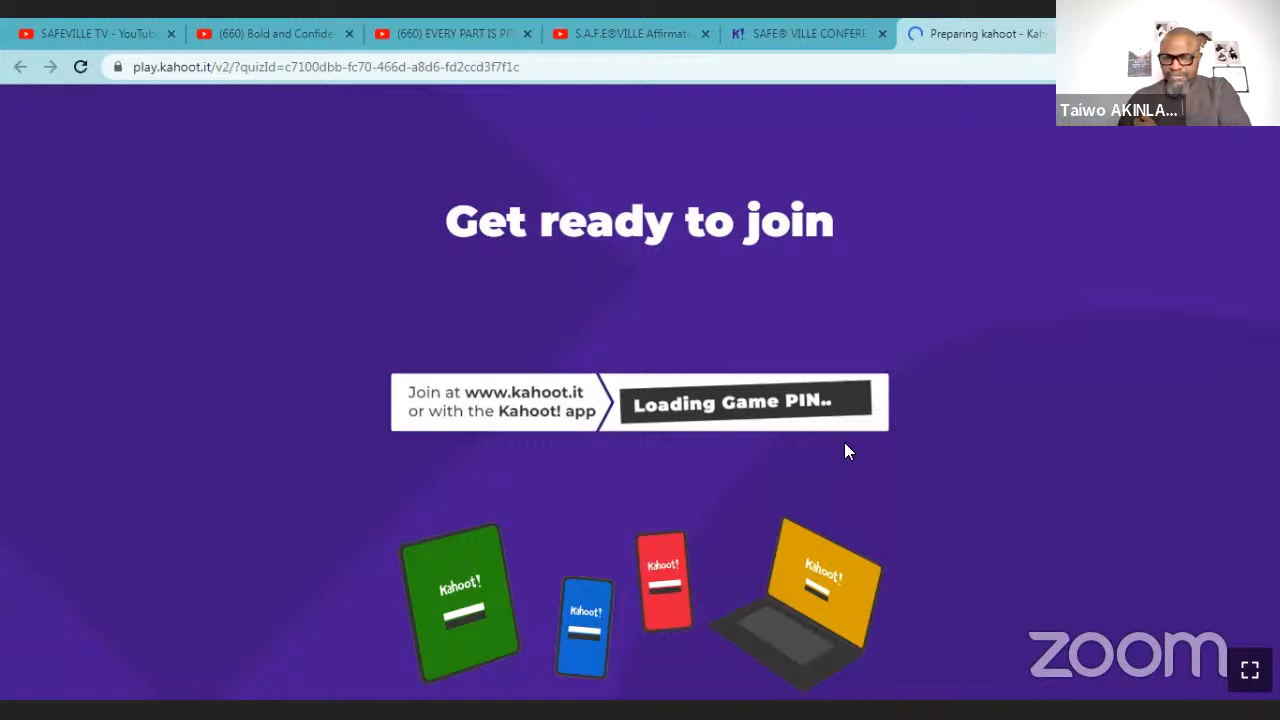 SAFEVILLE TV - YouTub
(660) Bold and Confide
(660) EVERY PART IS PR
S.A.F.E®VILLE Affirmat
K! SAFE® VILLE CONFERE
Preparing kahoot - Kah
play.kahoot.it/v2/?quizId=c7100dbb-fc70-466d-a8d6-fd2ccd3f7f1c
Taiwo AKINLA...
Get ready to join
Join at www.kahoot.it
or with the Kahoot! app
Loading Game PIN..
Kahoot!
Kahoot!
Kahoot!
Kahoot!
zoom